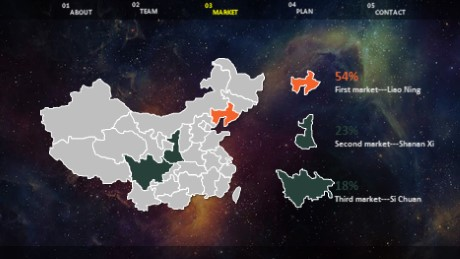 01
ABOUT
02
TEAM
03
MARKET
04
PLAN
05
CONTACT
54%
First market---Liao Ning
23%
Second market---Shanan Xi
18%
Third market---Si Chuan